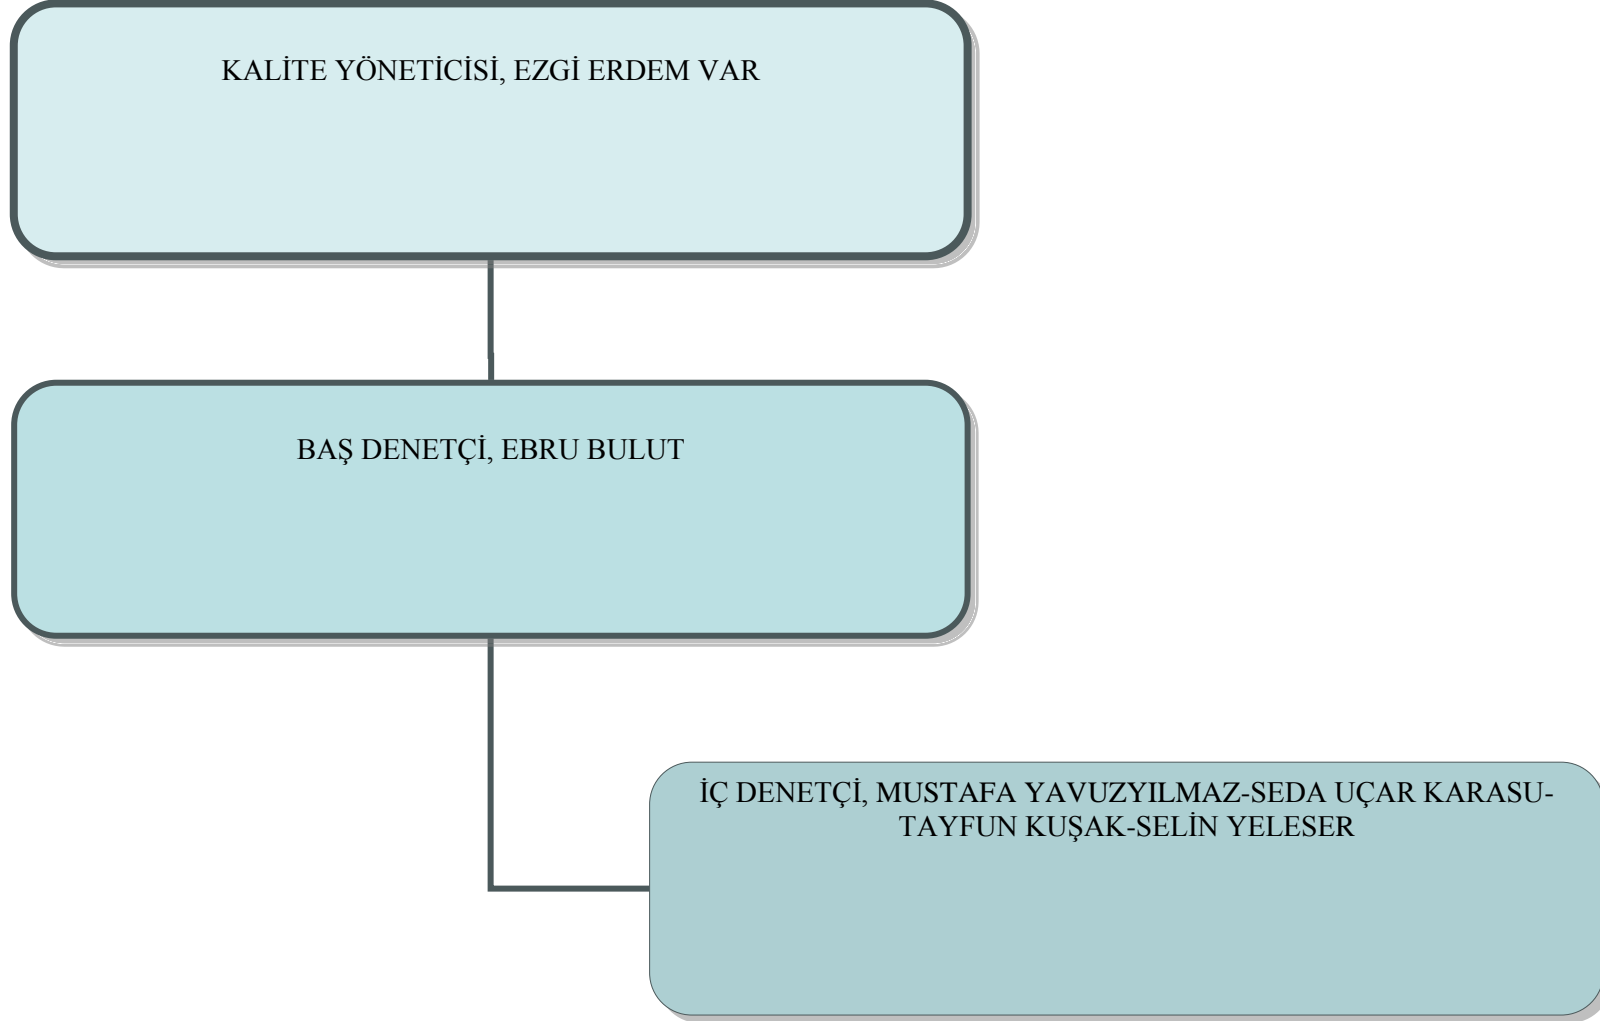 KALİTE YÖNETİCİSİ, EZGİ ERDEM VAR
BAŞ DENETÇİ, EBRU BULUT
İÇ DENETÇİ, MUSTAFA YAVUZYILMAZ-SEDA UÇAR KARASU-
TAYFUN KUŞAK-SELİN YELESER